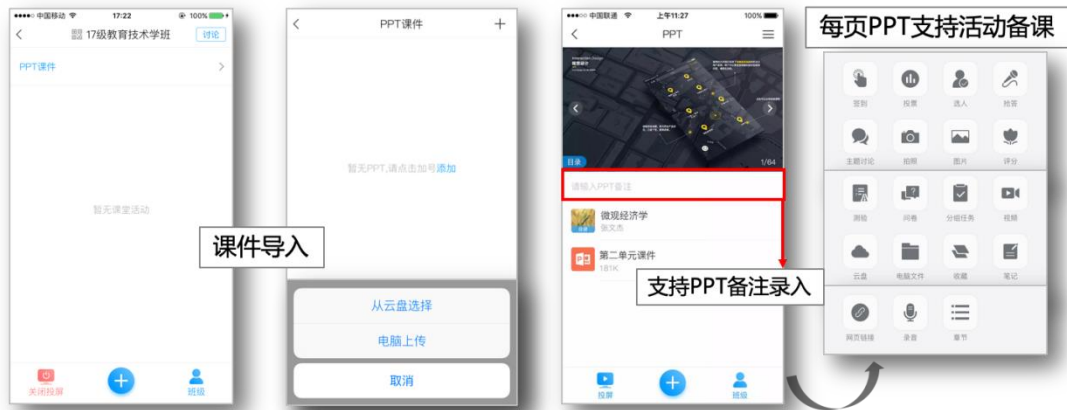 中国移动 17:22 100%
17级教育技术学班 讨论
PPT课件
暂无课堂活动
关闭投屏 班级
课件导入
PPT课件
暂无PPT,请点击加号添加
从云盘选择
电脑上传
取消
中国联通 上午11:27 100%
PPT
目录 1/64
请输入PPT备注
微观经济学
张文杰
第二单元课件
181K
投屏 班级
支持PPT备注录入
每页PPT支持活动备课
签到 投票 选人 抢答
主题讨论 拍照 图片 评分
测验 问卷 分组任务 视频
云盘 电脑文件 收藏 笔记
网页链接 录音 章节